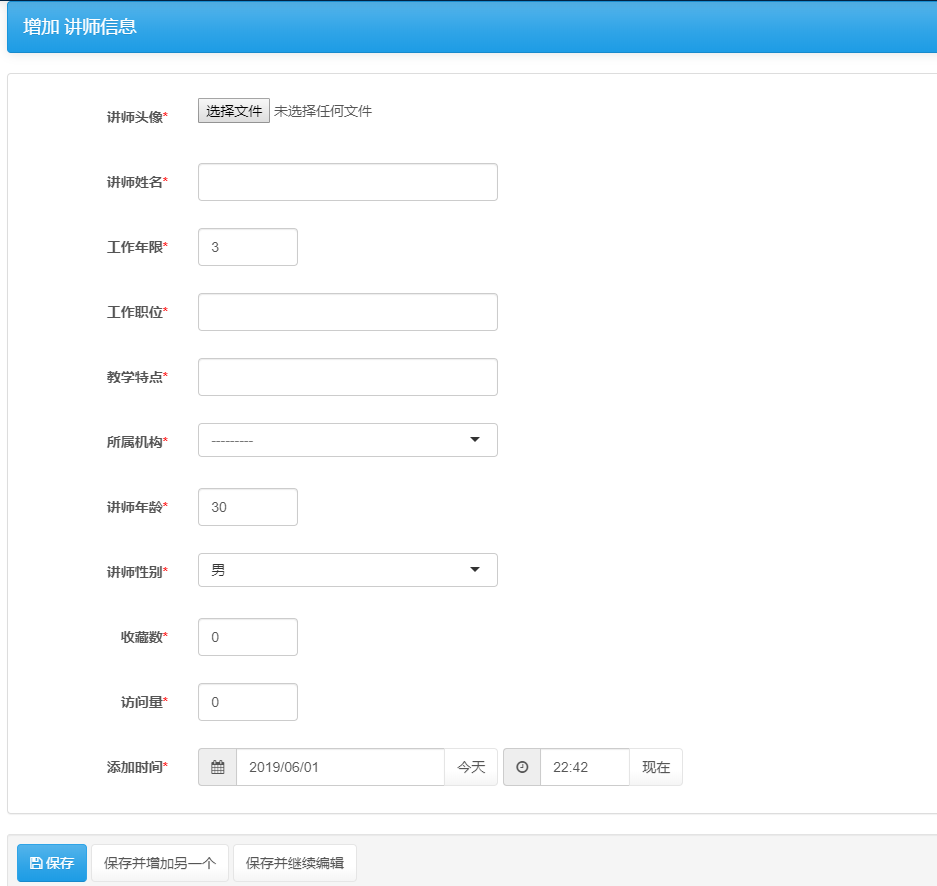 增加 讲师信息
讲师头像* 选择文件 未选择任何文件
讲师姓名*
工作年限* 3
工作职位*
教学特点*
所属机构* ---------
讲师年龄* 30
讲师性别* 男
收藏数* 0
访问量* 0
添加时间* 2019/06/01 今天 22:42 现在
保存 保存并增加另一个 保存并继续编辑